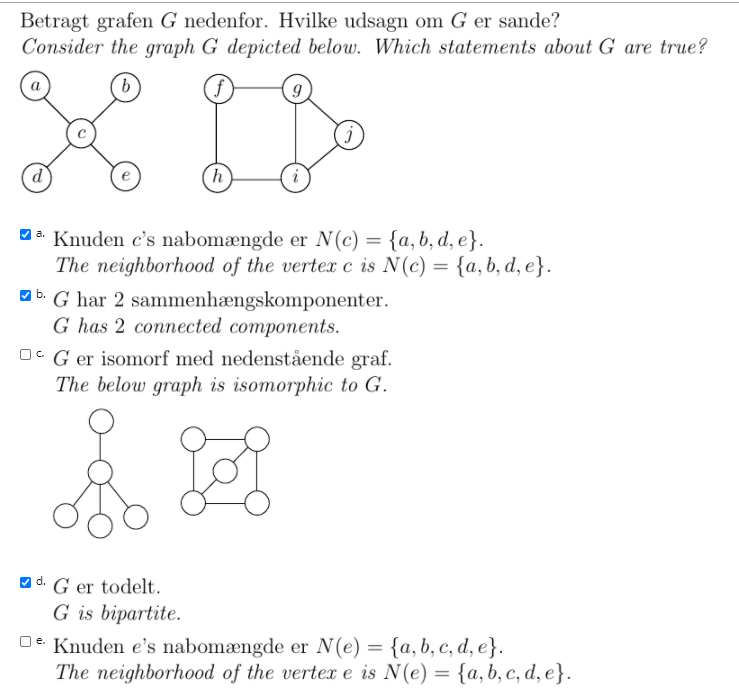 Betragt grafen G nedenfor. Hvilke udsagn om G er sande?
Consider the graph G depicted below. Which statements about G are true?
a b f g
c j
d e h i
a. Knuden c's nabomængde er N(c) = {a, b, d, e}.
The neighborhood of the vertex c is N(c) = {a, b, d, e}.
b. G har 2 sammenhængskomponenter.
G has 2 connected components.
c. G er isomorf med nedenstående graf.
The below graph is isomorphic to G.
d. G er todelt.
G is bipartite.
e. Knuden e's nabomængde er N(e) = {a, b, c, d, e}.
The neighborhood of the vertex e is N(e) = {a, b, c, d, e}.